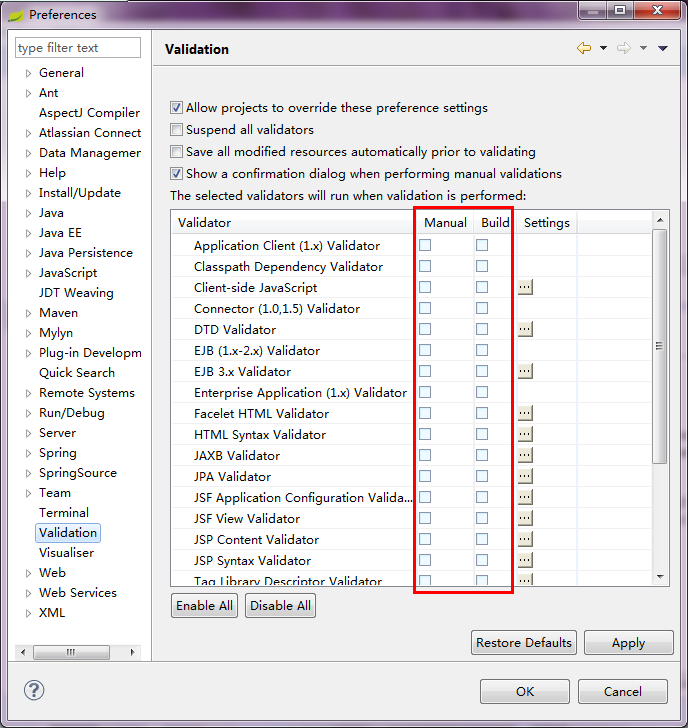 Preferences
type filter text
General
Ant
AspectJ Compiler
Atlassian Connect
Data Managemer
Help
Install/Update
Java
Java EE
Java Persistence
JavaScript
JDT Weaving
Maven
Mylyn
Plug-in Developm
Quick Search
Remote Systems
Run/Debug
Server
Spring
SpringSource
Team
Terminal
Validation
Visualiser
Web
Web Services
XML
Validation
Allow projects to override these preference settings
Suspend all validators
Save all modified resources automatically prior to validating
Show a confirmation dialog when performing manual validations
The selected validators will run when validation is performed:
Validator Manual Build Settings
Application Client (1.x) Validator
Classpath Dependency Validator
Client-side JavaScript ...
Connector (1.0,1.5) Validator
DTD Validator ...
EJB (1.x-2.x) Validator
EJB 3.x Validator ...
Enterprise Application (1.x) Validator
Facelet HTML Validator ...
HTML Syntax Validator ...
JAXB Validator ...
JPA Validator ...
JSF Application Configuration Valida... ...
JSF View Validator ...
JSP Content Validator ...
JSP Syntax Validator ...
Tag Library Descriptor Validator ...
Enable All Disable All
Restore Defaults Apply
? OK Cancel